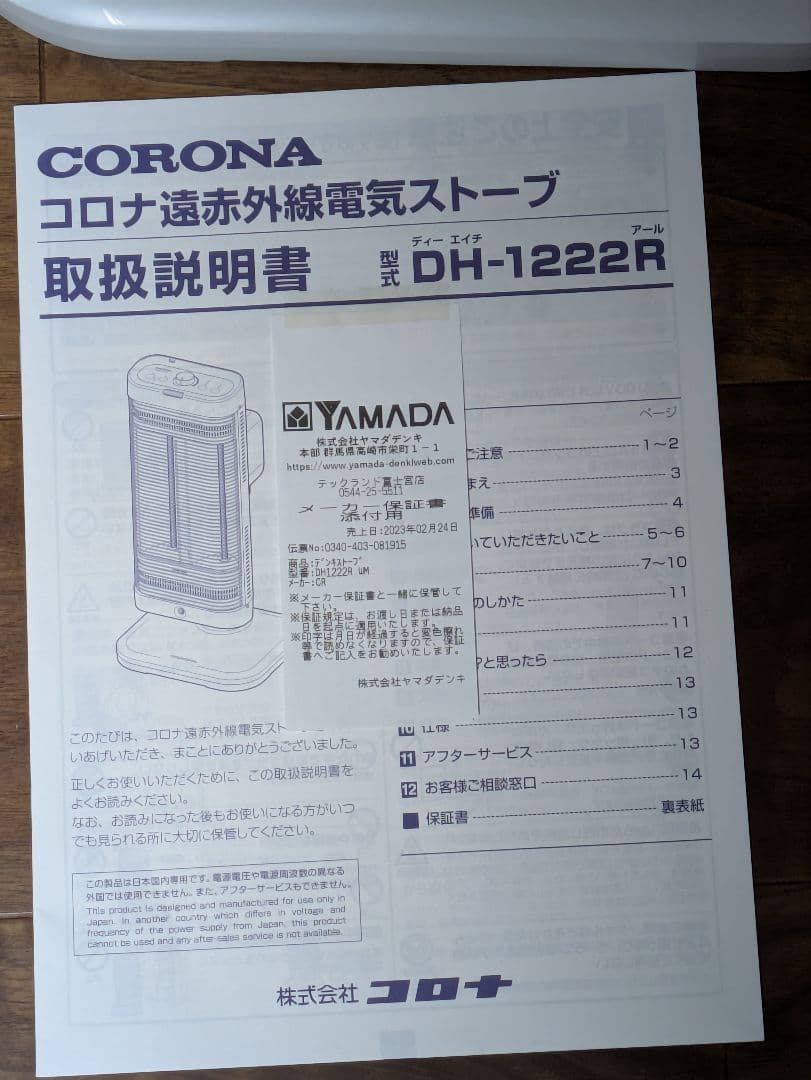 CORONA
コロナ遠赤外線電気ストーブ
取扱説明書
型式
ディー エイチ
アール
DH-1222R
YAMADA
株式会社ヤマダデンキ
本部 群馬県高崎市栄町1-1
https://www.yamada-denkiweb.com
テックランド富士宮店
0544-25-5511
メーカー保証書
添付用
売上日:2023年02月24日
伝票No:0340-403-081915
商品:デンキストーブ
型番:DH1222R WM
メーカー:CR
※メーカー保証書と一緒に保管して
下さい。
※保証規定は、お渡し日または納品
日を起点に適用いたします。
※印字は月日が経過すると変色擦れ
等で読めなくなりますので、保証
書へご記入をお勧めいたします。
株式会社ヤマダデンキ
ページ
ご注意 1~2
まえ 3
準備 4
いていただきたいこと 5~6
7~10
のしかた 11
11
?と思ったら 12
13
10 仕様 13
11 アフターサービス 13
12 お客様ご相談窓口 14
■ 保証書 裏表紙
このたびは、コロナ遠赤外線電気スト
いあげいただき、まことにありがとうございました。
正しくお使いいただくために、この取扱説明書を
よくお読みください。
なお、お読みになった後もお使いになる方がいつ
でも見られる所に大切に保管してください。
この製品は日本国内専用です。電源電圧や電源周波数の異なる
外国では使用できません。また、アフターサービスもできません。
This product is designed and manufactured for use only in
Japan. In another country which differs in voltage and
frequency of the power supply from Japan, this product
cannot be used and any after sales service is not available.
株式会社 コロナ